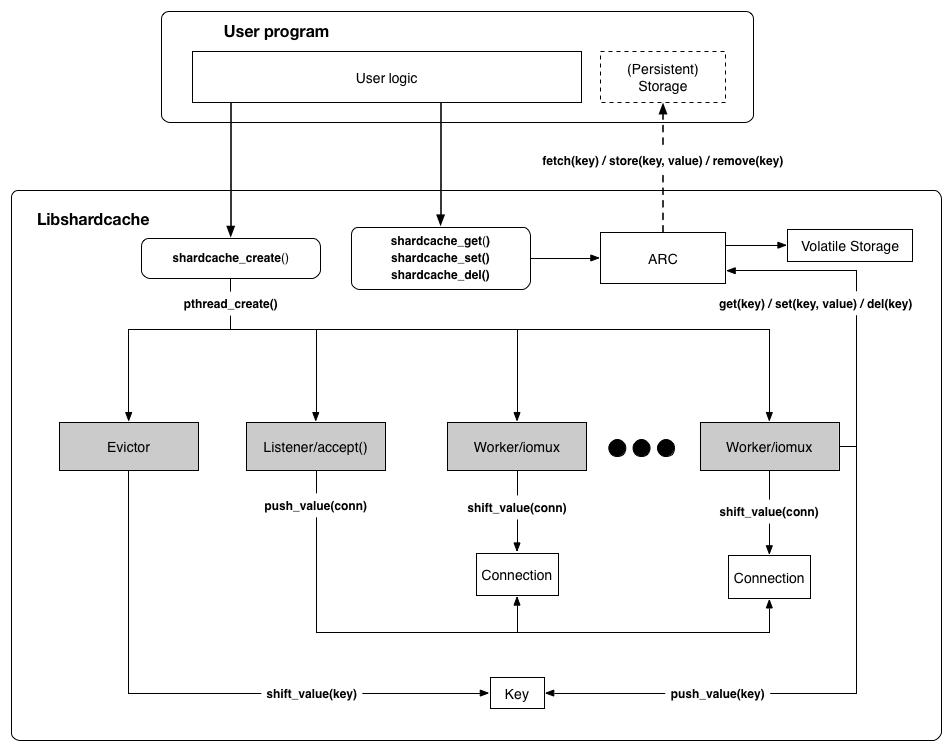 User program
User logic
(Persistent)
Storage
fetch(key) / store(key, value) / remove(key)
Libshardcache
shardcache_create()
shardcache_get()
shardcache_set()
shardcache_del()
ARC
Volatile Storage
pthread_create()
get(key) / set(key, value) / del(key)
Evictor
Listener/accept()
Worker/iomux
Worker/iomux
push_value(conn)
shift_value(conn)
shift_value(conn)
Connection
Connection
shift_value(key)
Key
push_value(key)